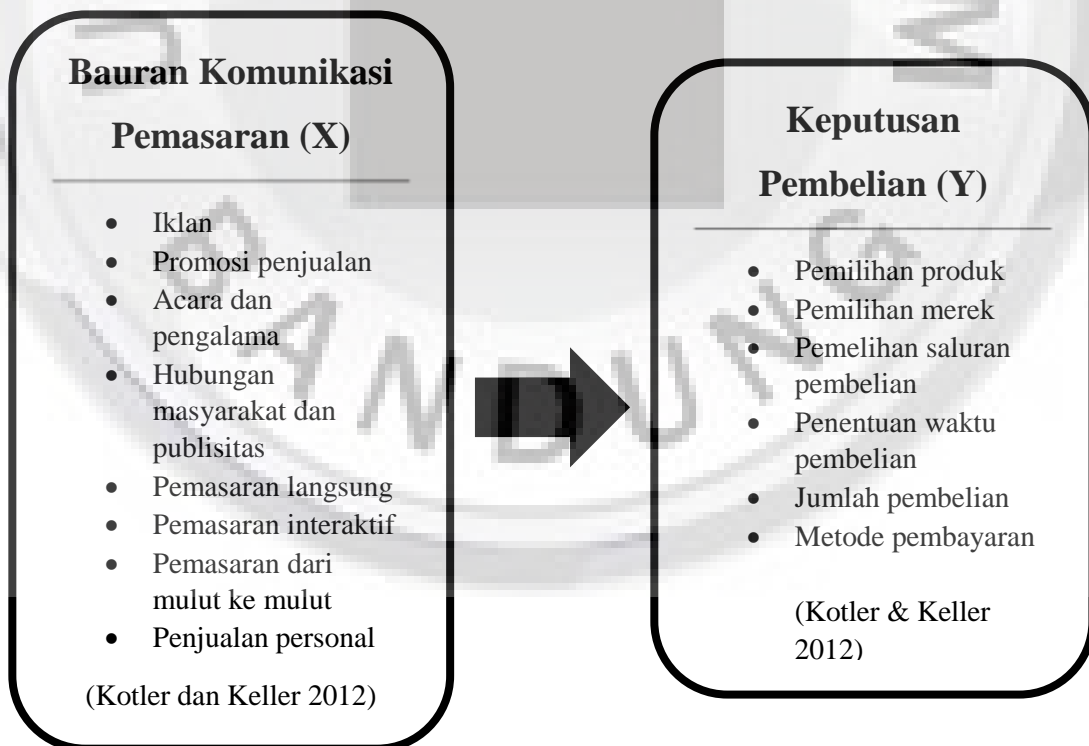 Bauran Komunikasi
Pemasaran (X)
• Iklan
• Promosi penjualan
• Acara dan
pengalama
• Hubungan
masyarakat dan
publisitas
• Pemasaran langsung
• Pemasaran interaktif
• Pemasaran dari
mulut ke mulut
• Penjualan personal
(Kotler dan Keller 2012)
Keputusan
Pembelian (Y)
• Pemilihan produk
• Pemilihan merek
• Pemelihan saluran
pembelian
• Penentuan waktu
pembelian
• Jumlah pembelian
• Metode pembayaran
(Kotler & Keller
2012)
BANDUNG